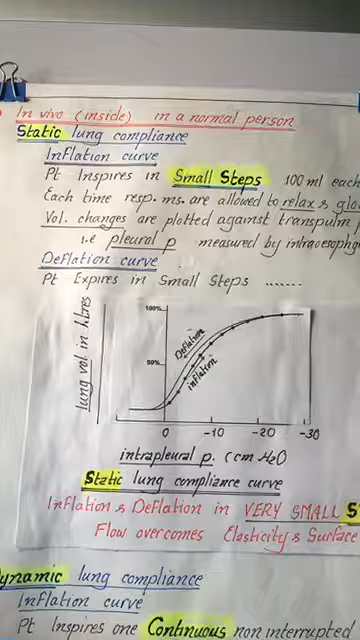 In vivo (inside) in a normal person
Static lung compliance
Inflation curve
Pt Inspires in Small Steps 100 ml each
Each time resp. ms. are allowed to relax &
Vol. changes are plotted against transpulm
i.e pleural p measured by
Deflation curve
Pt Expires in Small Steps .......
lung vol. in litres
100%
50%
Deflation
inflation
0 -10 -20 -30
intrapleural p. (cm H2O
Static lung compliance curve
Inflation & Deflation in VERY SMALL
Flow overcomes Elasticity & Surface
ynamic lung compliance
Inflation curve
Pt Inspires one Continuous non interrupted